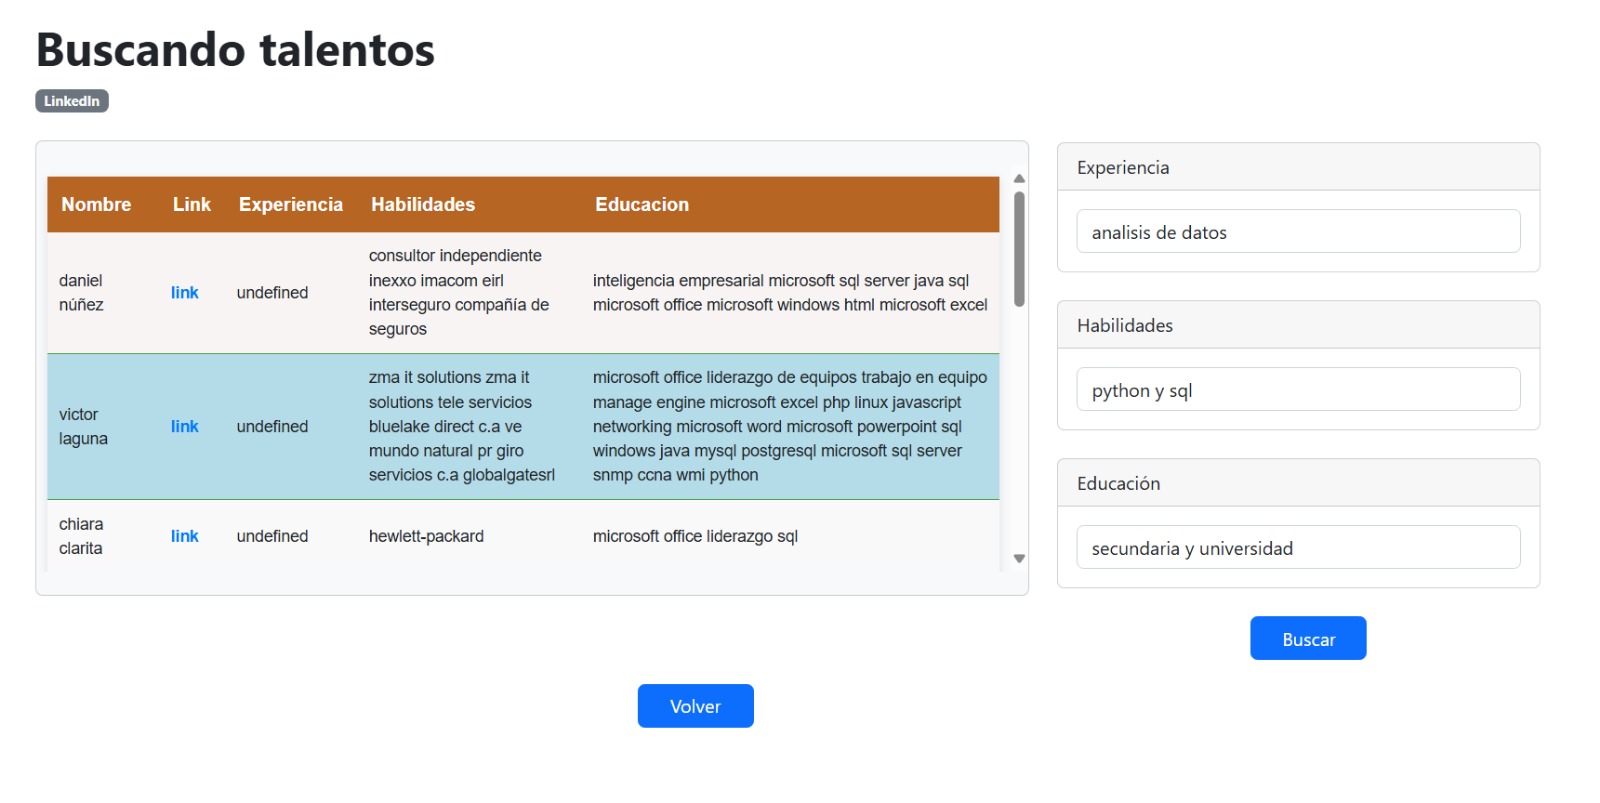 Buscando talentos
LinkedIn
Nombre Link Experiencia Habilidades Educacion
daniel
núñez
link
undefined
consultor independiente
inexxo imacom eirl
interseguro compañía de
seguros
inteligencia empresarial microsoft sql server java sql
microsoft office microsoft windows html microsoft excel
victor
laguna
link
undefined
zma it solutions zma it
solutions tele servicios
bluelake direct c.a ve
mundo natural pr giro
servicios c.a globalgatesrl
microsoft office liderazgo de equipos trabajo en equipo
manage engine microsoft excel php linux javascript
networking microsoft word microsoft powerpoint sql
windows java mysql postgresql microsoft sql server
snmp ccna wmi python
chiara
clarita
link
undefined
hewlett-packard
microsoft office liderazgo sql
Experiencia
analisis de datos
Habilidades
python y sql
Educación
secundaria y universidad
Buscar
Volver